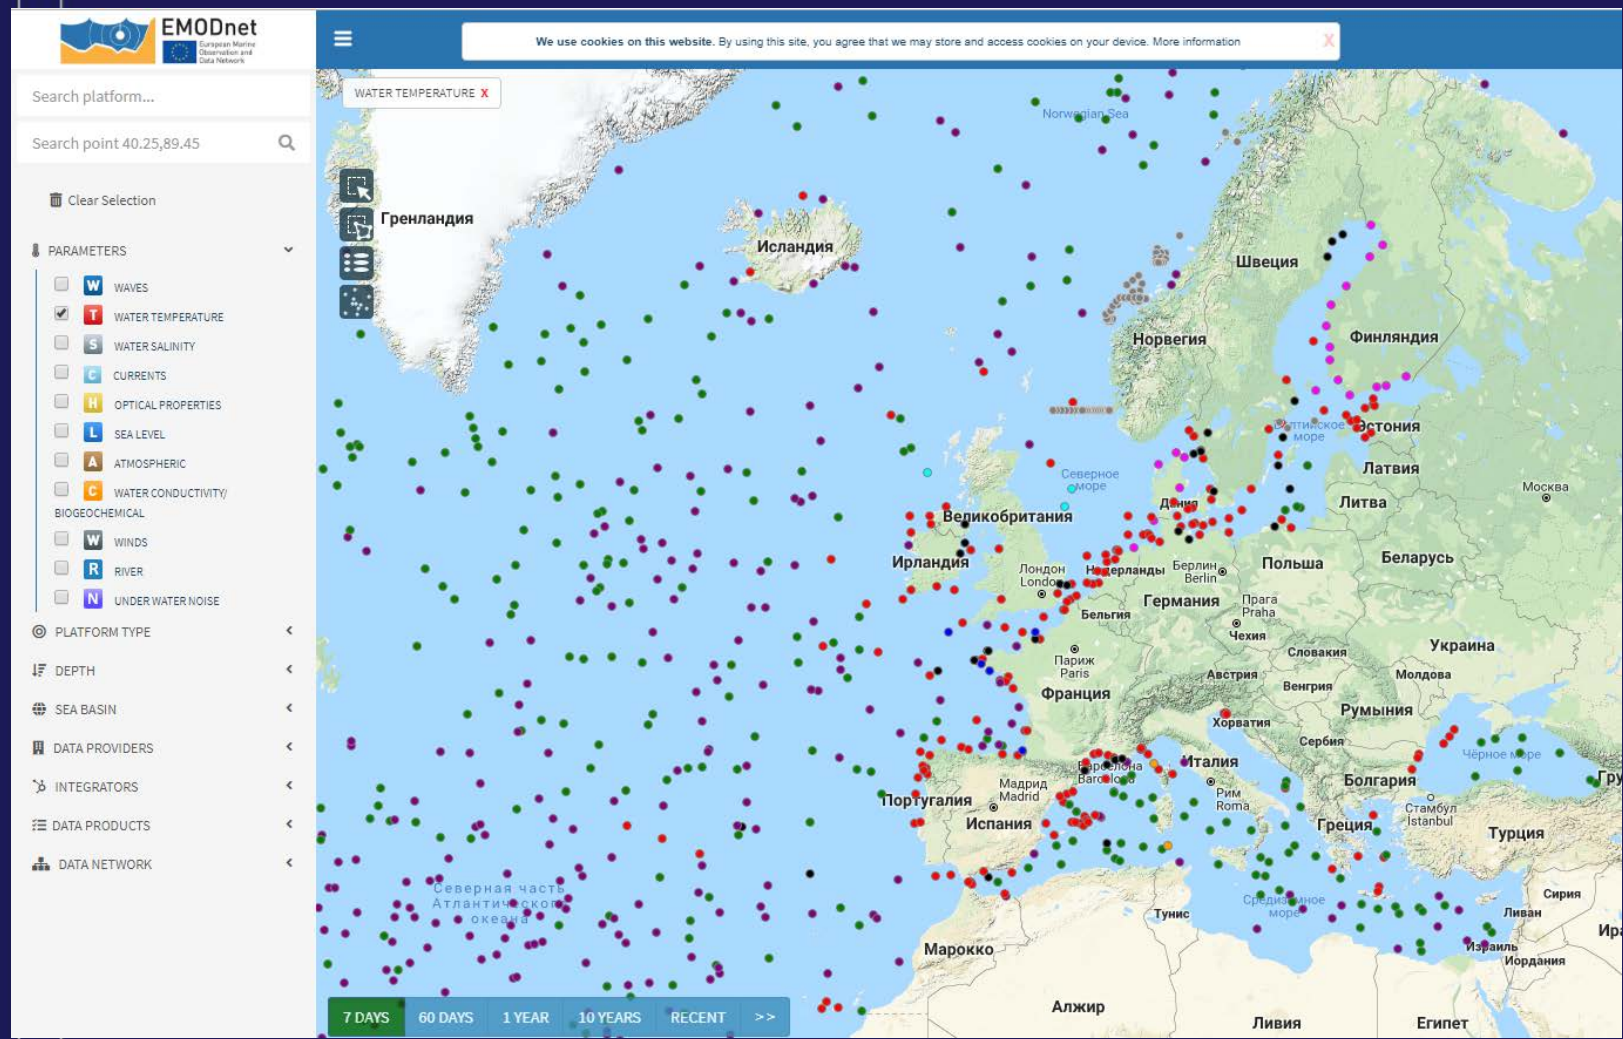 EMODnet
European Marine
Observation and
Data Network
We use cookies on this website. By using this site, you agree that we may store and access cookies on your device. More information
X
Search platform...
Search point 40.25,89.45
Clear Selection
PARAMETERS
W WAVES
T WATER TEMPERATURE
S WATER SALINITY
C CURRENTS
H OPTICAL PROPERTIES
L SEA LEVEL
A ATMOSPHERIC
C WATER CONDUCTIVITY/
BIOGEOCHEMICAL
W WINDS
R RIVER
N UNDER WATER NOISE
PLATFORM TYPE
DEPTH
SEA BASIN
DATA PROVIDERS
INTEGRATORS
DATA PRODUCTS
DATA NETWORK
WATER TEMPERATURE X
Norwegian Sea
Гренландия
Исландия
Швеция
Финляндия
Норвегия
Балтийское
море
Эстония
Латвия
Северное
море
Москва
Дания
Литва
Великобритания
Ирландия
Лондон
London
Нидерланды
Берлин
Berlin
Польша
Беларусь
Бельгия
Германия
Прага
Praha
Чехия
Париж
Paris
Словакия
Украина
Австрия
Венгрия
Молдова
Франция
Хорватия
Румыния
Сербия
Чёрное море
Барселона
Barcelona
Италия
Болгария
Гру
Португалия
Мадрид
Madrid
Рим
Roma
Стамбул
İstanbul
Испания
Греция
Турция
Северная часть
Атлантического
океана
Средиземное
море
Тунис
Сирия
Ливан
Ира
Марокко
Израиль
Иордания
Алжир
Ливия
Египет
7 DAYS
60 DAYS
1 YEAR
10 YEARS
RECENT
>>